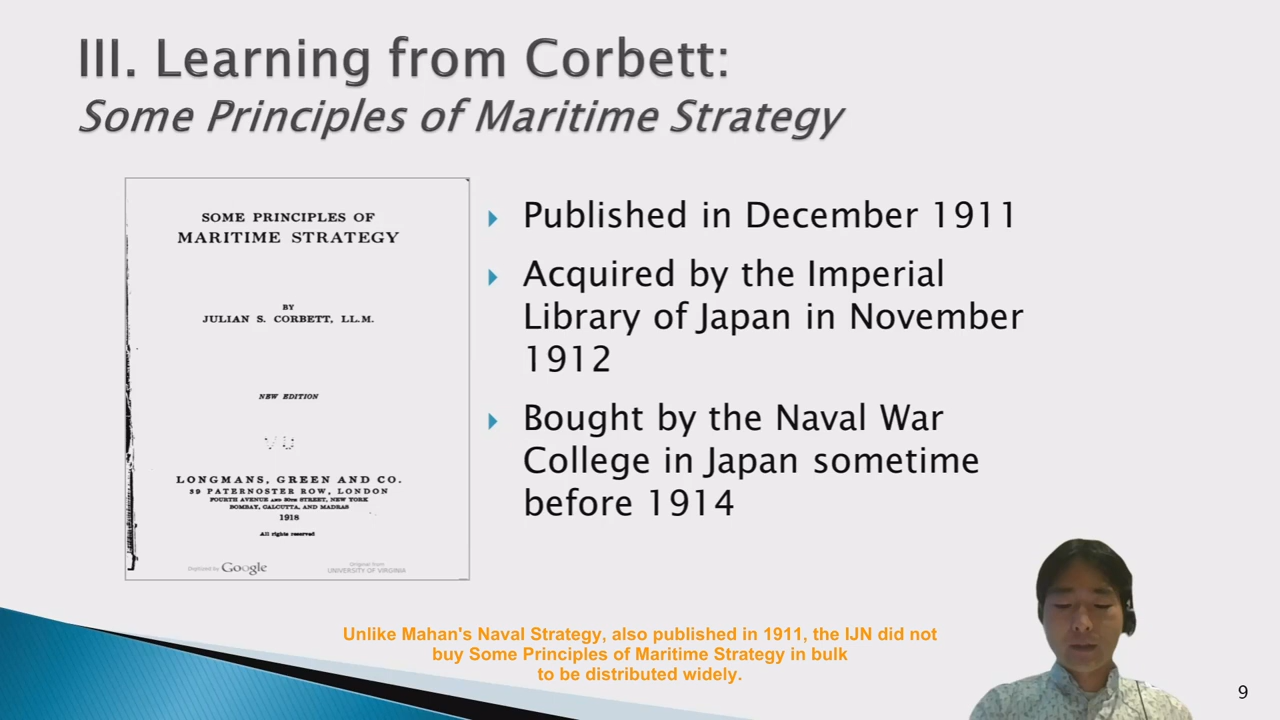 III. Learning from Corbett:
Some Principles of Maritime Strategy
SOME PRINCIPLES OF
MARITIME STRATEGY
BY
JULIAN S. CORBETT, LL.M.
NEW EDITION
LONGMANS, GREEN AND CO.
39 PATERNOSTER ROW, LONDON
FOURTH AVENUE AND 30TH STREET, NEW YORK
BOMBAY, CALCUTTA, AND MADRAS
1918
All rights reserved
Digitized by Google
Original from
UNIVERSITY OF VIRGINIA
Published in December 1911
Acquired by the Imperial
Library of Japan in November
1912
Bought by the Naval War
College in Japan sometime
before 1914
Unlike Mahan's Naval Strategy, also published in 1911, the IJN did not
buy Some Principles of Maritime Strategy in bulk
to be distributed widely.
9